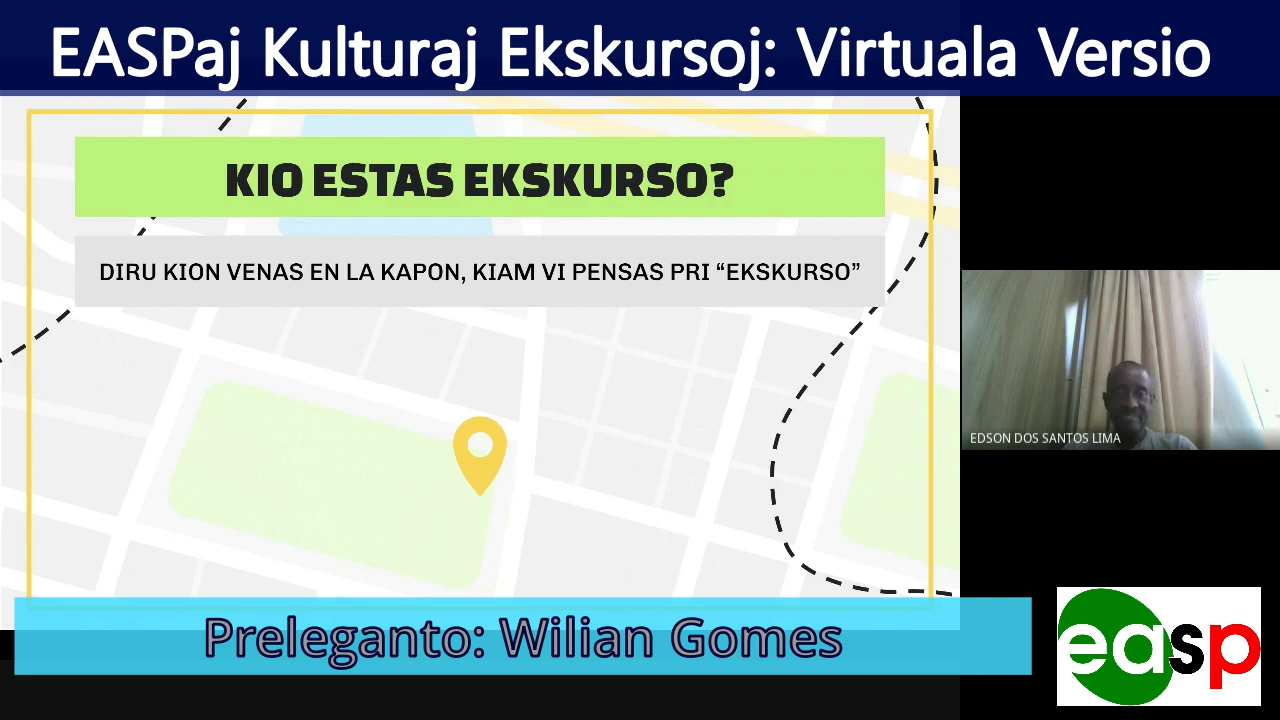 EASPaj Kulturaj Ekskursoj: Virtuala Versio
KIO ESTAS EKSKURSO?
DIRU KION VENAS EN LA KAPON, KIAM VI PENSAS PRI “EKSKURSO”
EDSON DOS SANTOS LIMA
Preleganto: Wilian Gomes
easp